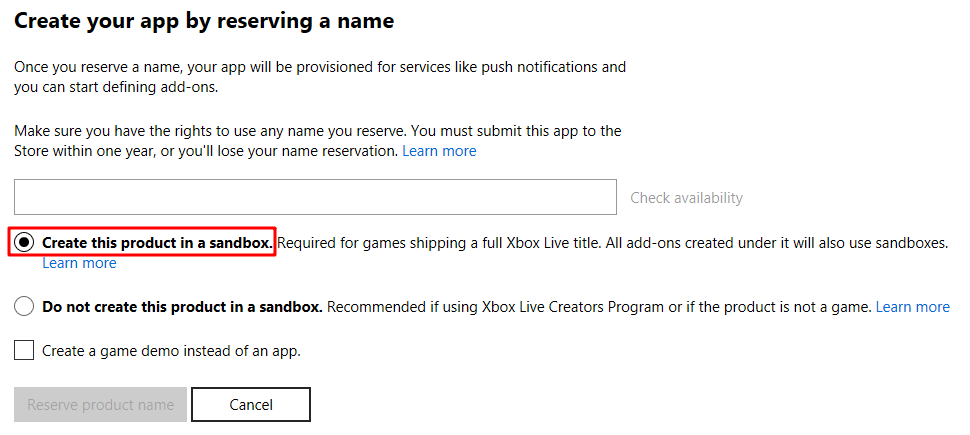 Create your app by reserving a name
Once you reserve a name, your app will be provisioned for services like push notifications and
you can start defining add-ons.
Make sure you have the rights to use any name you reserve. You must submit this app to the
Store within one year, or you'll lose your name reservation. Learn more
Check availability
Create this product in a sandbox. Required for games shipping a full Xbox Live title. All add-ons created under it will also use sandboxes.
Learn more
Do not create this product in a sandbox. Recommended if using Xbox Live Creators Program or if the product is not a game. Learn more
Create a game demo instead of an app.
Reserve product name Cancel